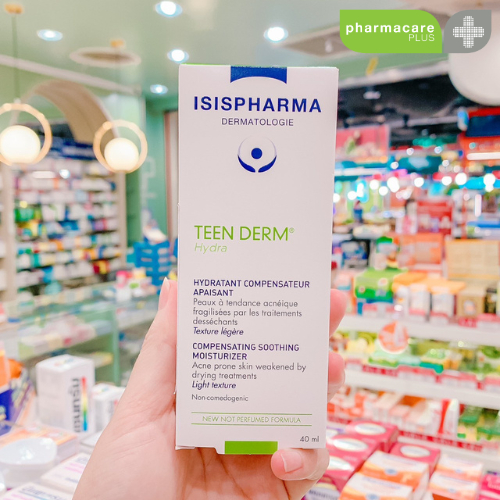 pharmacare
PLUS
ISISPHARMA
DERMATOLOGIE
TEEN DERM®
Hydra
HYDRATANT COMPENSATEUR
APAISANT
Peaux à tendance acnéique
fragilisées par les traitements
desséchants
Texture légère
COMPENSATING SOOTHING
MOISTURIZER
Acne prone skin weakened by
drying treatments
Light texture
Non-comedogenic
NEW NOT PERFUMED FORMULA
40 ml